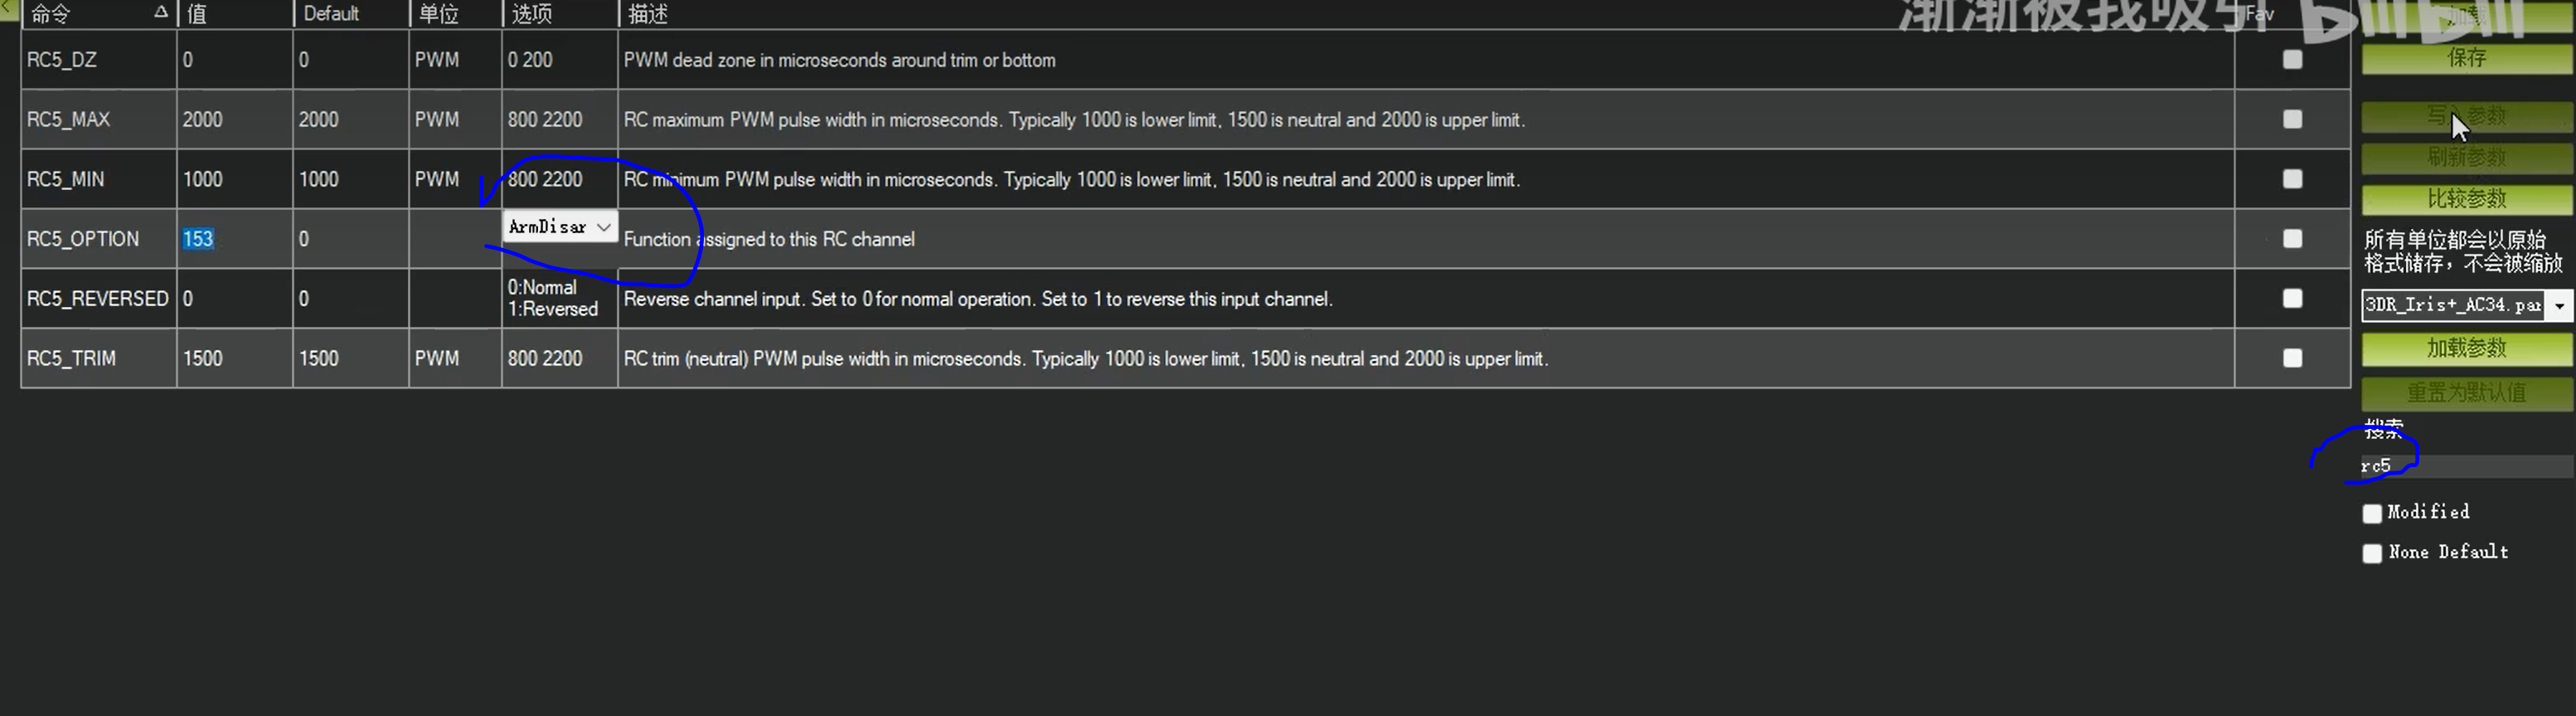 命令 值 Default 单位 选项 描述 Fav
渐渐被我吸引 bilibili
加载
RC5_DZ 0 0 PWM 0 200 PWM dead zone in microseconds around trim or bottom
保存
RC5_MAX 2000 2000 PWM 800 2200 RC maximum PWM pulse width in microseconds. Typically 1000 is lower limit, 1500 is neutral and 2000 is upper limit.
写入参数
刷新参数
RC5_MIN 1000 1000 PWM 800 2200 RC minimum PWM pulse width in microseconds. Typically 1000 is lower limit, 1500 is neutral and 2000 is upper limit.
比较参数
RC5_OPTION 153 0 ArmDisar Function assigned to this RC channel
所有单位都会以原始
格式储存，不会被缩放
RC5_REVERSED 0 0 0:Normal
1:Reversed Reverse channel input. Set to 0 for normal operation. Set to 1 to reverse this input channel.
3DR_Iris+_AC34.par
RC5_TRIM 1500 1500 PWM 800 2200 RC trim (neutral) PWM pulse width in microseconds. Typically 1000 is lower limit, 1500 is neutral and 2000 is upper limit.
加载参数
重置为默认值
搜索
rc5
Modified
None Default